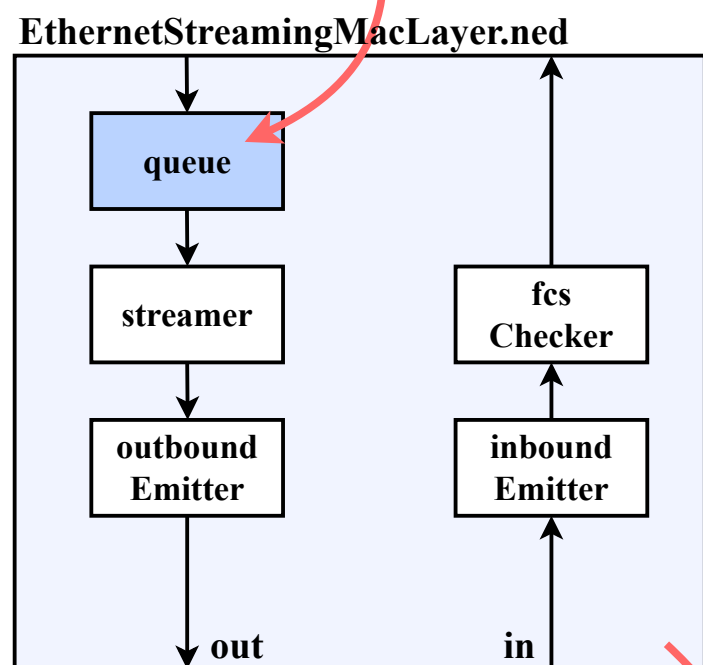 EthernetStreamingMacLayer.ned
queue
streamer
fcs
Checker
outbound
Emitter
inbound
Emitter
out
in